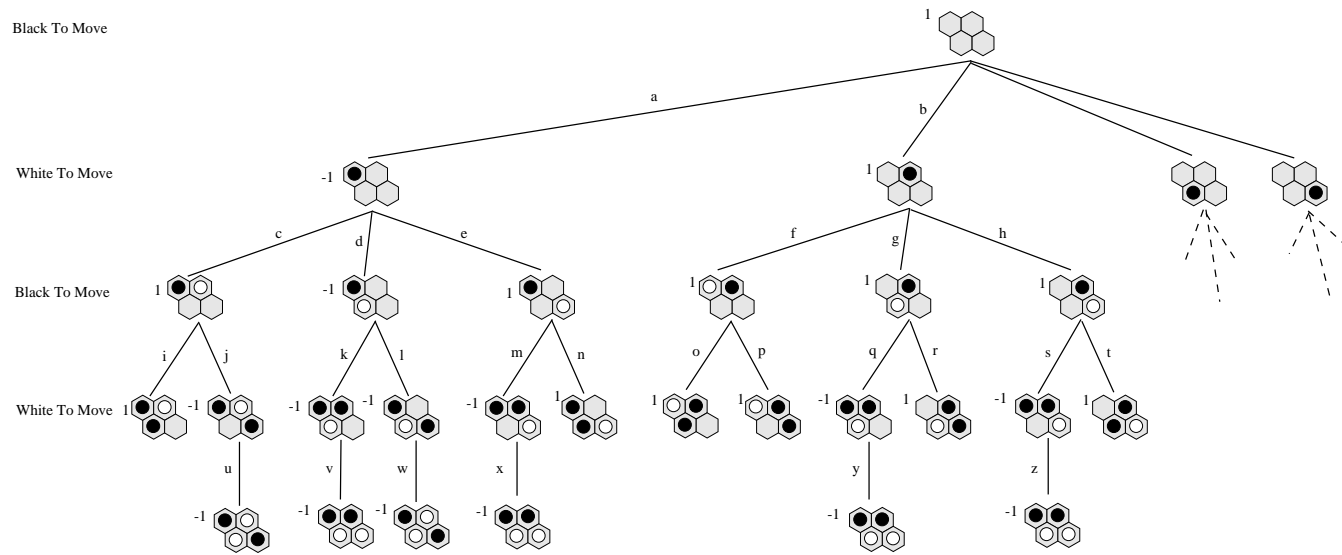 Black To Move 1
a b
White To Move -1 1
c d e f g h
Black To Move 1 -1 1 1 1 1
i j k l m n o p q r s t
White To Move 1 -1 -1 -1 -1 1 1 1 -1 1 -1 1
u v w x y z
-1 -1 -1 -1 -1 -1